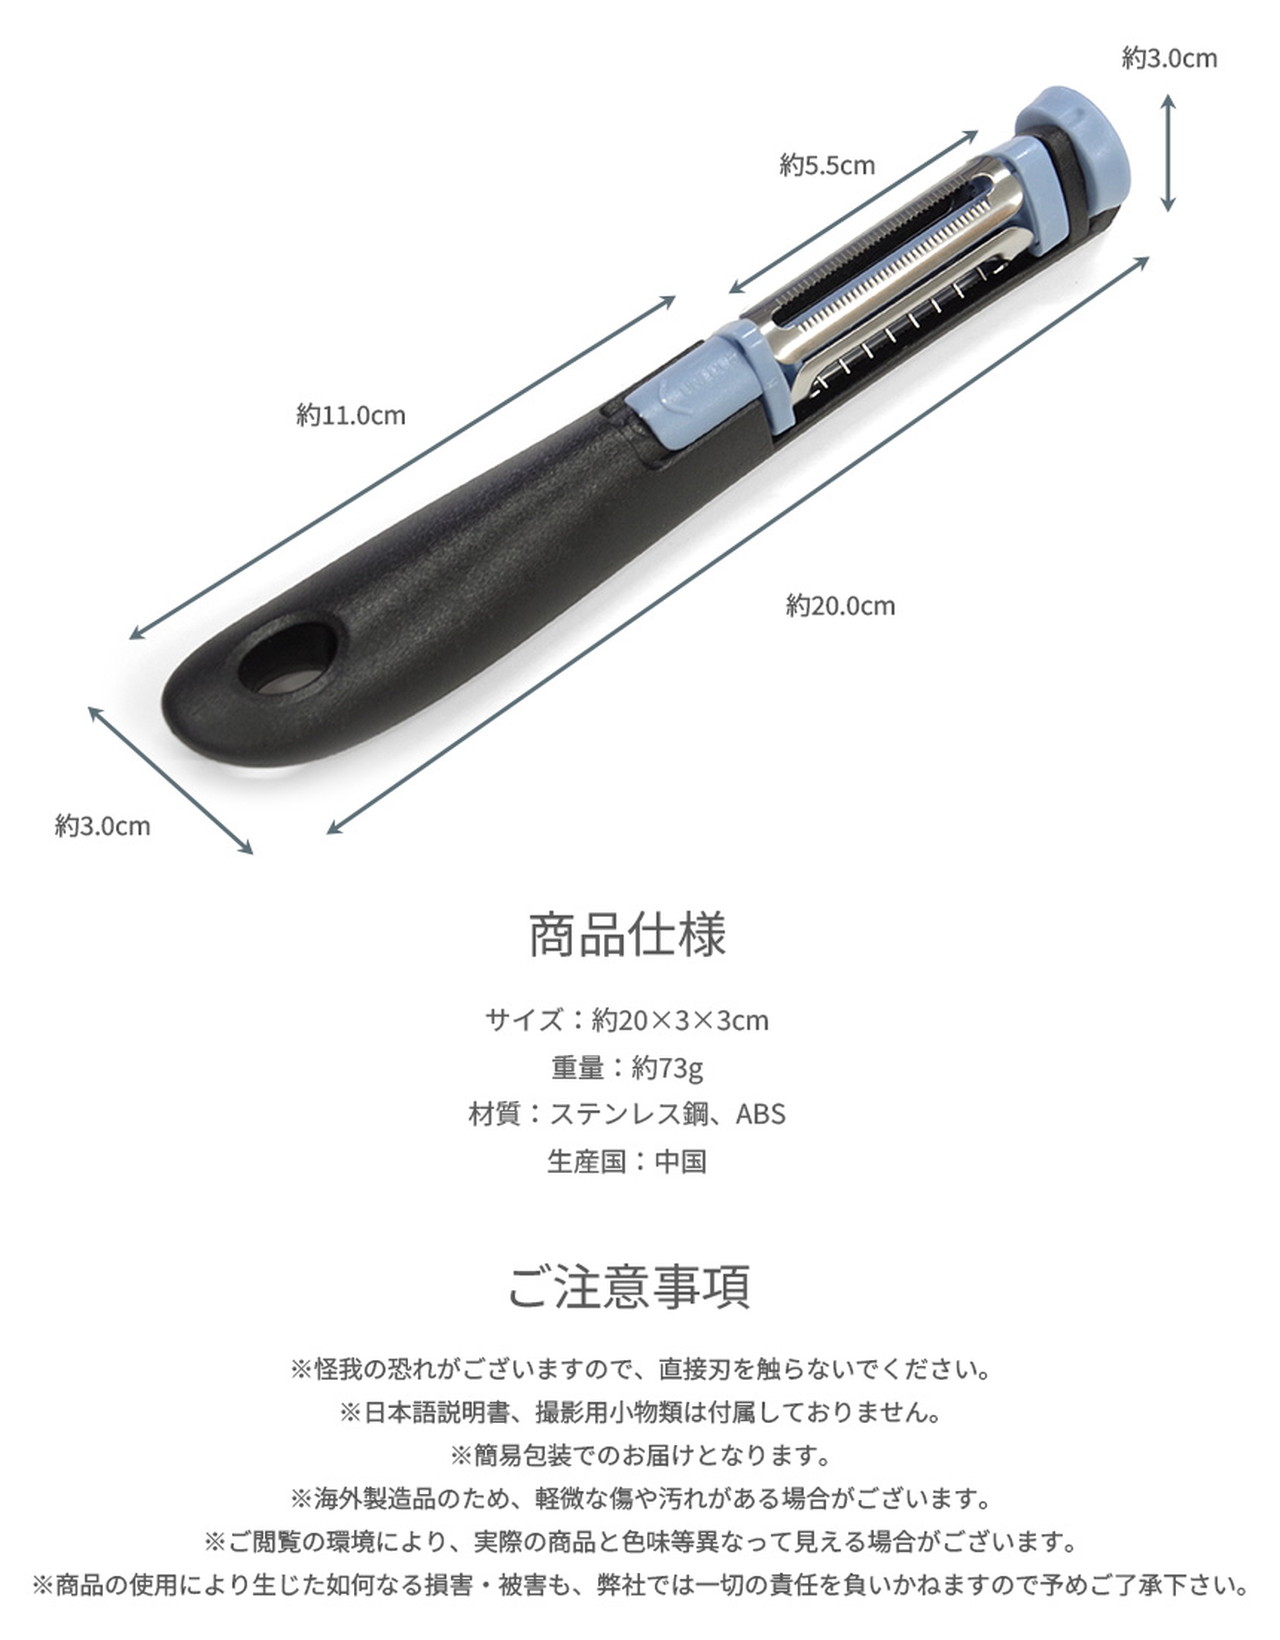 約3.0cm
約5.5cm
約11.0cm
約20.0cm
約3.0cm
商品仕様
サイズ：約20×3×3cm
重量：約73g
材質：ステンレス鋼、ABS
生産国：中国
ご注意事項
※怪我の恐れがございますので、直接刃を触らないでください。
※日本語説明書、撮影用小物類は付属しておりません。
※簡易包装でのお届けとなります。
※海外製造品のため、軽微な傷や汚れがある場合がございます。
※ご閲覧の環境により、実際の商品と色味等異なって見える場合がございます。
※商品の使用により生じた如何なる損害・被害も、弊社では一切の責任を負いかねますので予めご了承下さい。